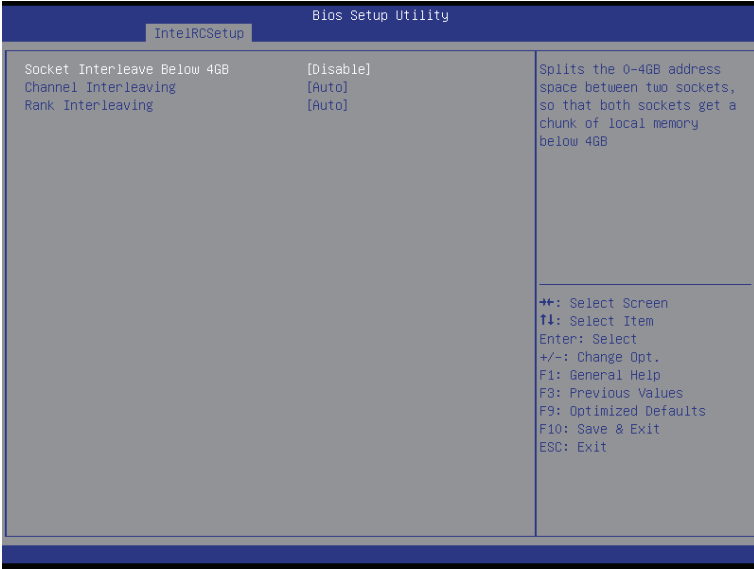 Bios Setup Utility
IntelRCSetup
Socket Interleave Below 4GB [Disable]
Channel Interleaving [Auto]
Rank Interleaving [Auto]
Splits the 0-4GB address
space between two sockets,
so that both sockets get a
chunk of local memory
below 4GB
→←: Select Screen
↑↓: Select Item
Enter: Select
+/-: Change Opt.
F1: General Help
F3: Previous Values
F9: Optimized Defaults
F10: Save & Exit
ESC: Exit